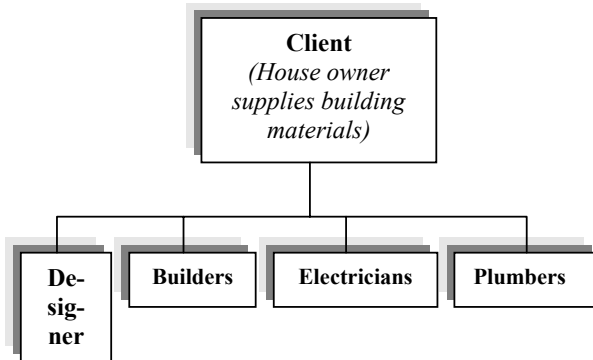 Client
(House owner
supplies building
materials)
De-
sig-
ner
Builders
Electricians
Plumbers